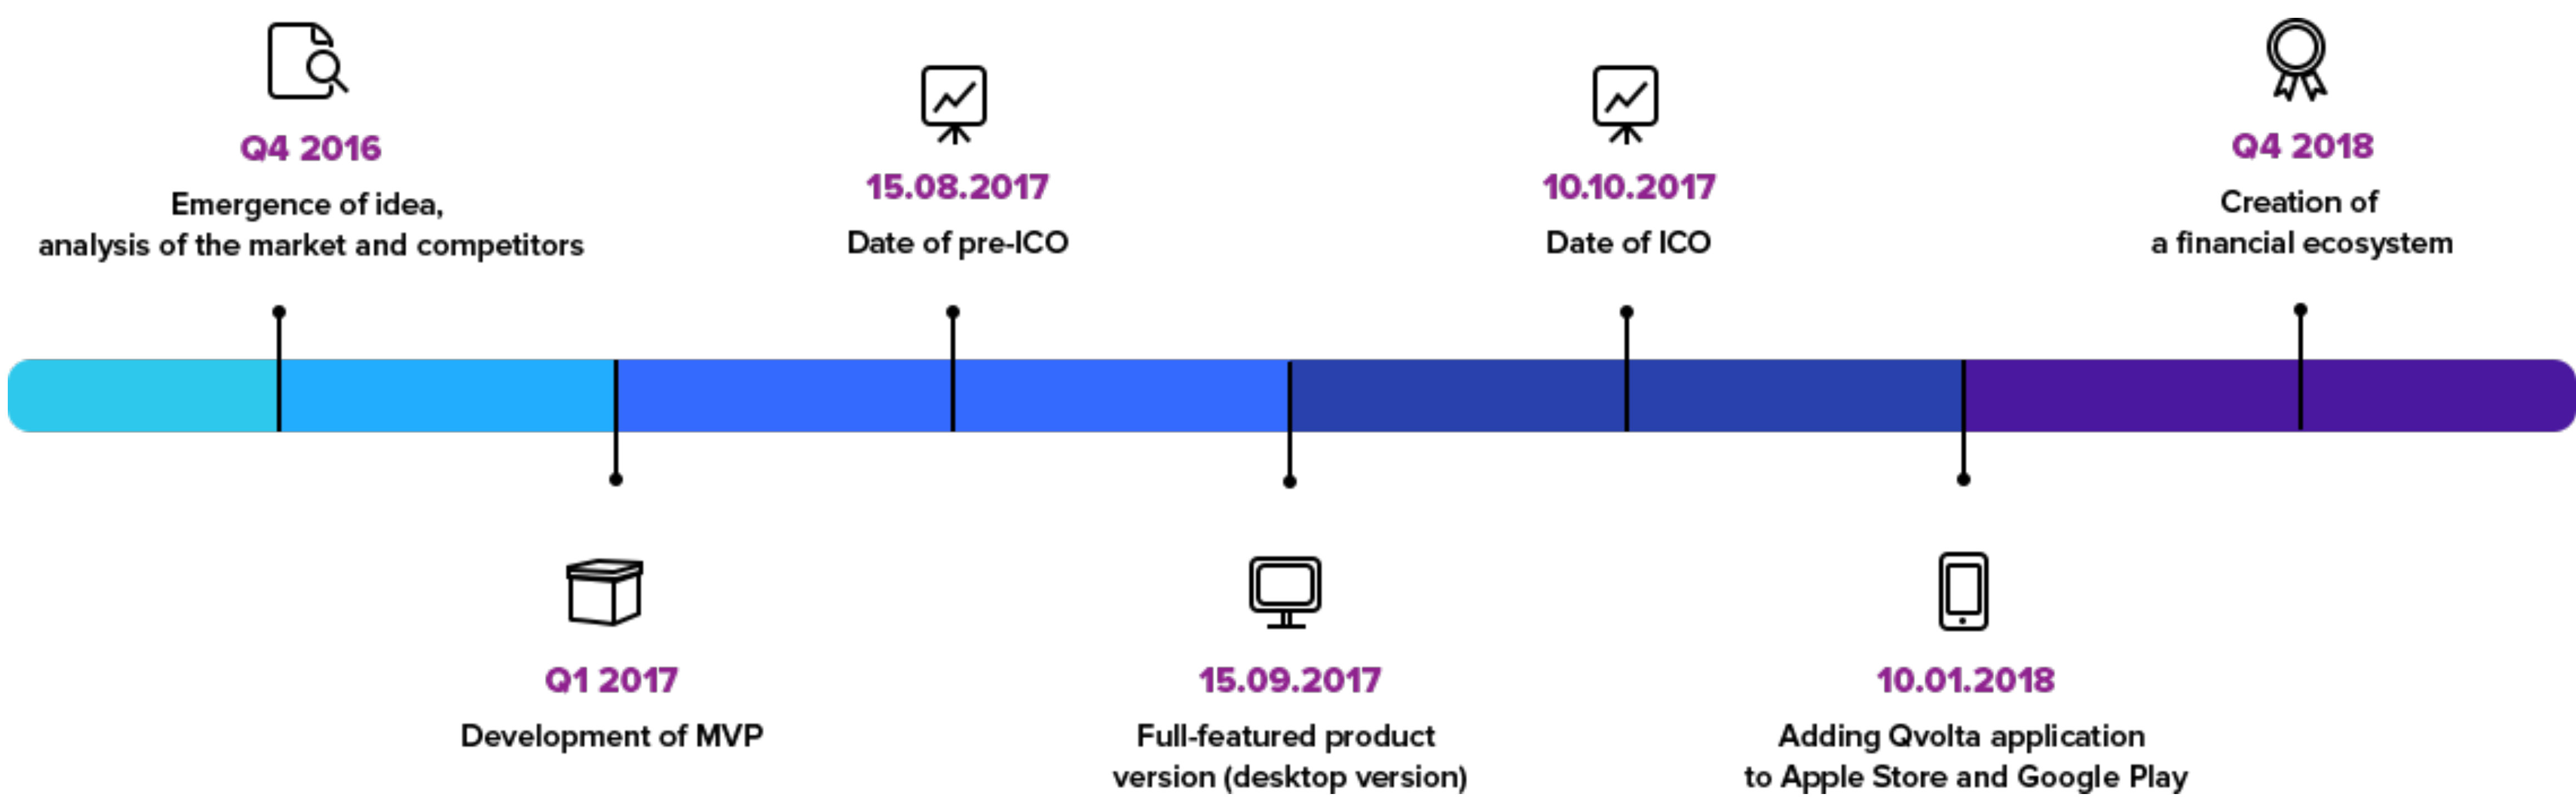 Q4 2016
Emergence of idea,
analysis of the market and competitors
15.08.2017
Date of pre-ICO
10.10.2017
Date of ICO
Q4 2018
Creation of
a financial ecosystem
Q1 2017
Development of MVP
15.09.2017
Full-featured product
version (desktop version)
10.01.2018
Adding Qvolta application
to Apple Store and Google Play